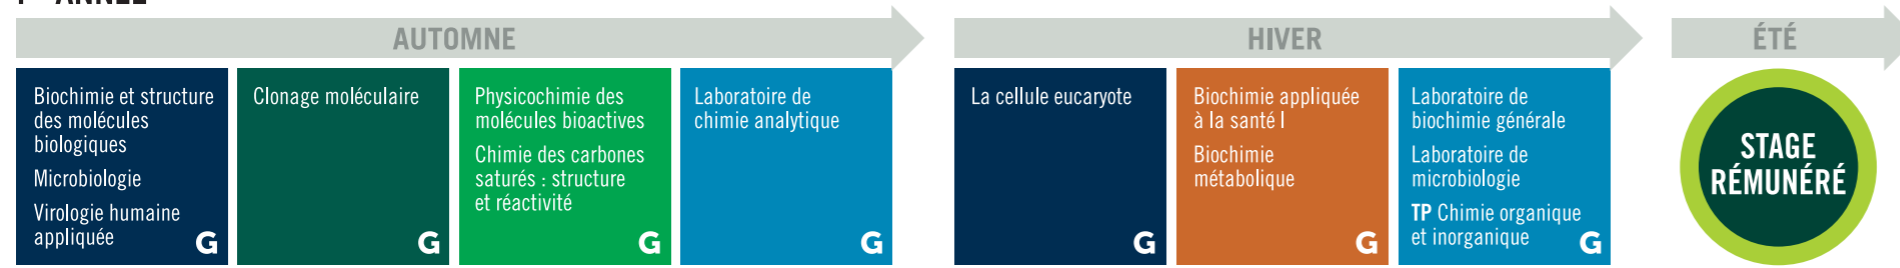 AUTOMNE
Biochimie et structure
des molécules
biologiques
Microbiologie
Virologie humaine
appliquée
G
Clonage moléculaire
G
Physicochimie des
molécules bioactives
Chimie des carbones
saturés : structure
et réactivité
G
Laboratoire de
chimie analytique
G
HIVER
La cellule eucaryote
G
Biochimie appliquée
à la santé I
Biochimie
métabolique
G
Laboratoire de
biochimie générale
Laboratoire de
microbiologie
TP Chimie organique
et inorganique
G
ÉTÉ
STAGE
RÉMUNÉRÉ